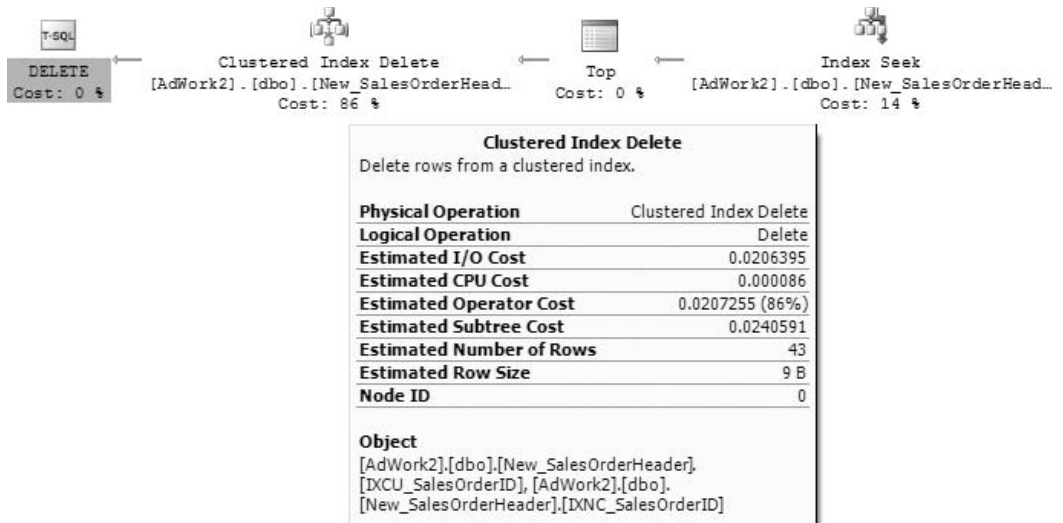 T-SQL
DELETE
Cost: 0 %
Clustered Index Delete
[AdWork2].[dbo].[New_SalesOrderHead…
Cost: 86 %
Top
Cost: 0 %
Index Seek
[AdWork2].[dbo].[New_SalesOrderHead…
Cost: 14 %
Clustered Index Delete
Delete rows from a clustered index.
Physical Operation Clustered Index Delete
Logical Operation Delete
Estimated I/O Cost 0.0206395
Estimated CPU Cost 0.000086
Estimated Operator Cost 0.0207255 (86%)
Estimated Subtree Cost 0.0240591
Estimated Number of Rows 43
Estimated Row Size 9 B
Node ID 0
Object
[AdWork2].[dbo].[New_SalesOrderHeader].
[IXCU_SalesOrderID], [AdWork2].[dbo].
[New_SalesOrderHeader].[IXNC_SalesOrderID]